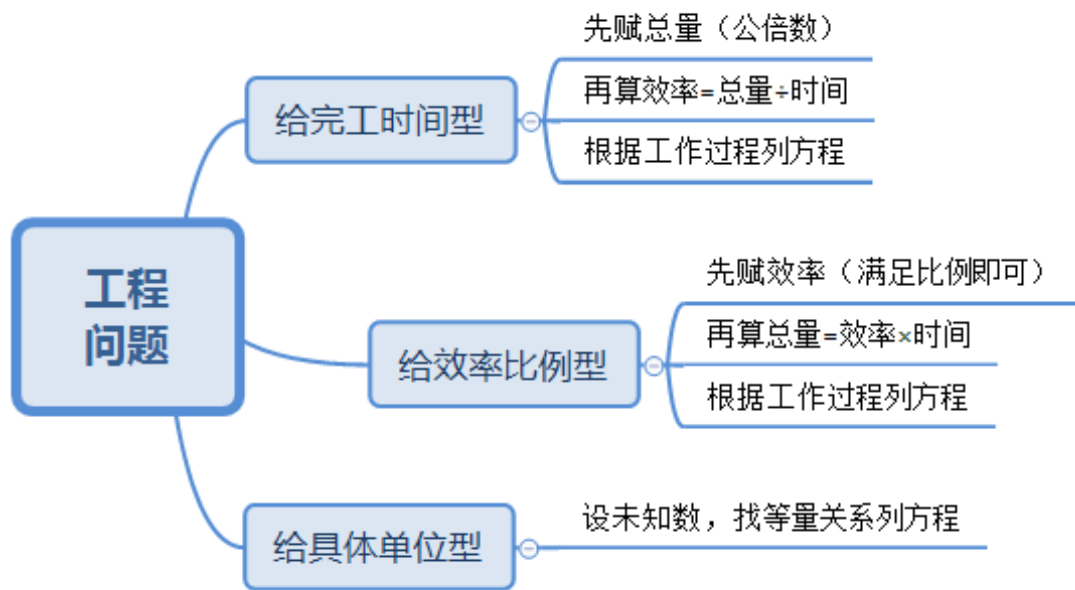 先赋总量（公倍数）
再算效率=总量÷时间
根据工作过程列方程
给完工时间型
工程
问题
先赋效率（满足比例即可）
再算总量=效率×时间
根据工作过程列方程
给效率比例型
设未知数，找等量关系列方程
给具体单位型